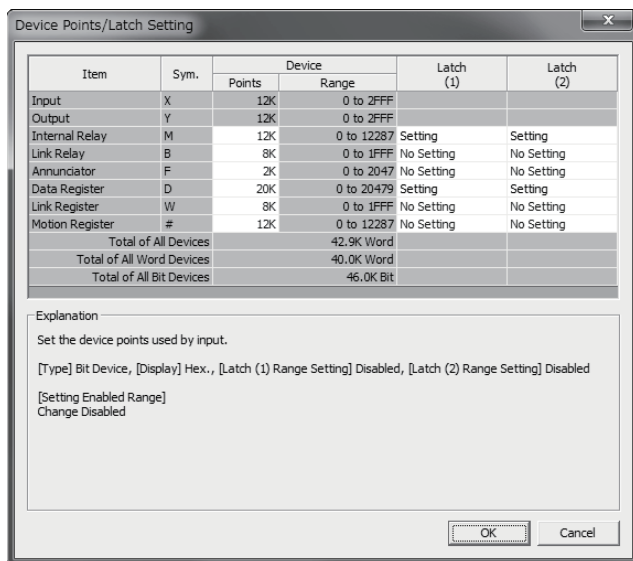 Device Points/Latch Setting
Item Sym. Device Latch (1) Latch (2)
Points Range
Input X 12K 0 to 2FFF
Output Y 12K 0 to 2FFF
Internal Relay M 12K 0 to 12287 Setting Setting
Link Relay B 8K 0 to 1FFF No Setting No Setting
Annunciator F 2K 0 to 2047 No Setting No Setting
Data Register D 20K 0 to 20479 Setting Setting
Link Register W 8K 0 to 1FFF No Setting No Setting
Motion Register # 12K 0 to 12287 No Setting No Setting
Total of All Devices 42.9K Word
Total of All Word Devices 40.0K Word
Total of All Bit Devices 46.0K Bit
Explanation
Set the device points used by input.
[Type] Bit Device, [Display] Hex., [Latch (1) Range Setting] Disabled, [Latch (2) Range Setting] Disabled
[Setting Enabled Range]
Change Disabled
OK Cancel